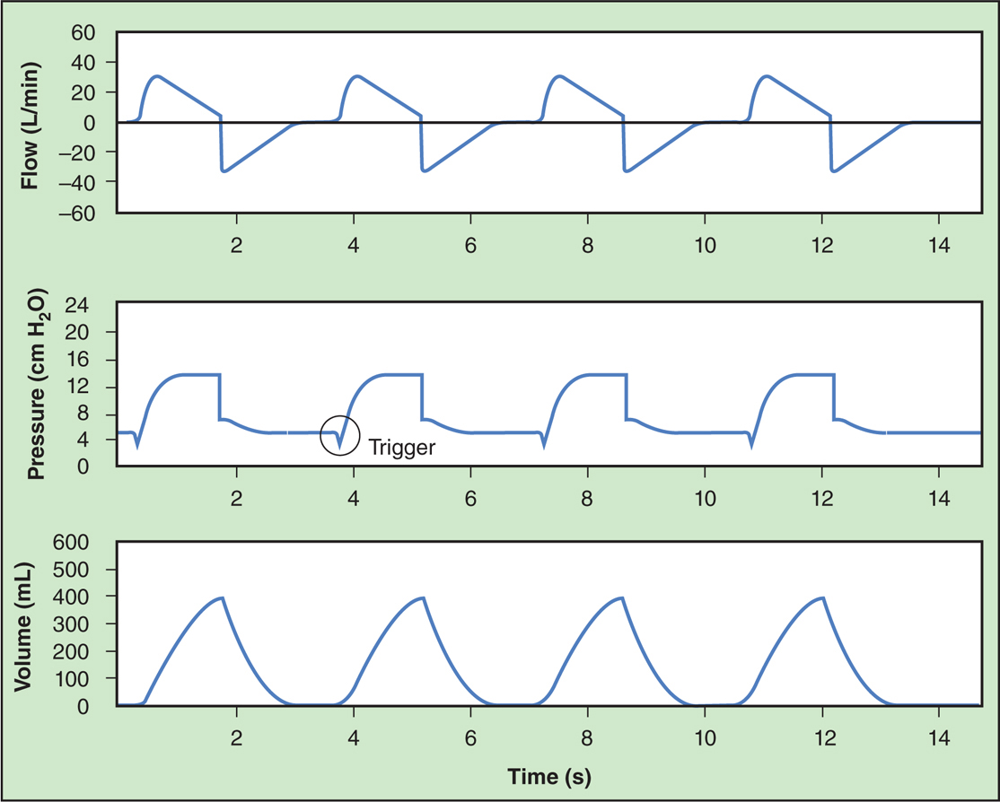 Flow (L/min)
60
40
20
0
–20
–40
–60
2 4 6 8 10 12 14
Pressure (cm H₂O)
24
20
16
12
8
4
0
Trigger
2 4 6 8 10 12 14
Volume (mL)
600
500
400
300
200
100
0
2 4 6 8 10 12 14
Time (s)